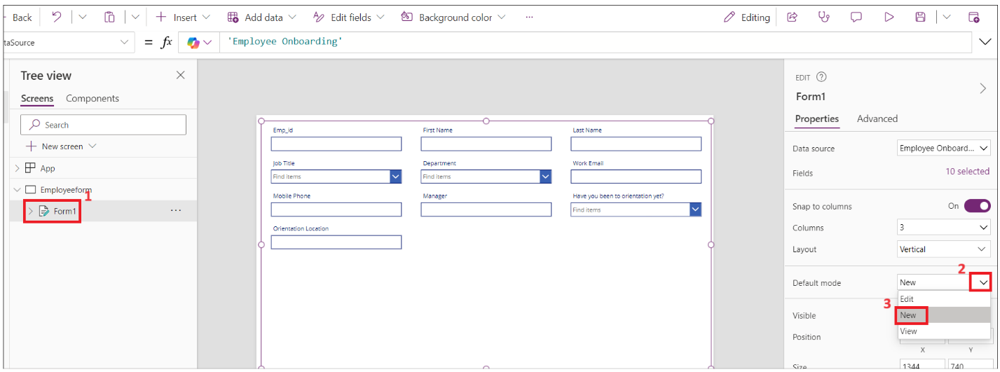 Back
Insert
Add data
Edit fields
Background color
...
Editing
taSource
= fx
'Employee Onboarding'
Tree view
Screens Components
Search
New screen
App
Employeeform
1
Form1
...
Emp_Id First Name Last Name
Job Title Department Work Email
Find items Find items
Mobile Phone Manager Have you been to orientation yet?
Find items
Orientation Location
EDIT ?
Form1
Properties Advanced
Data source Employee Onboard...
Fields 10 selected
Snap to columns On
Columns 3
Layout Vertical
2
Default mode New
Edit
3
Visible New
View
Position
X Y
Size 1344 740